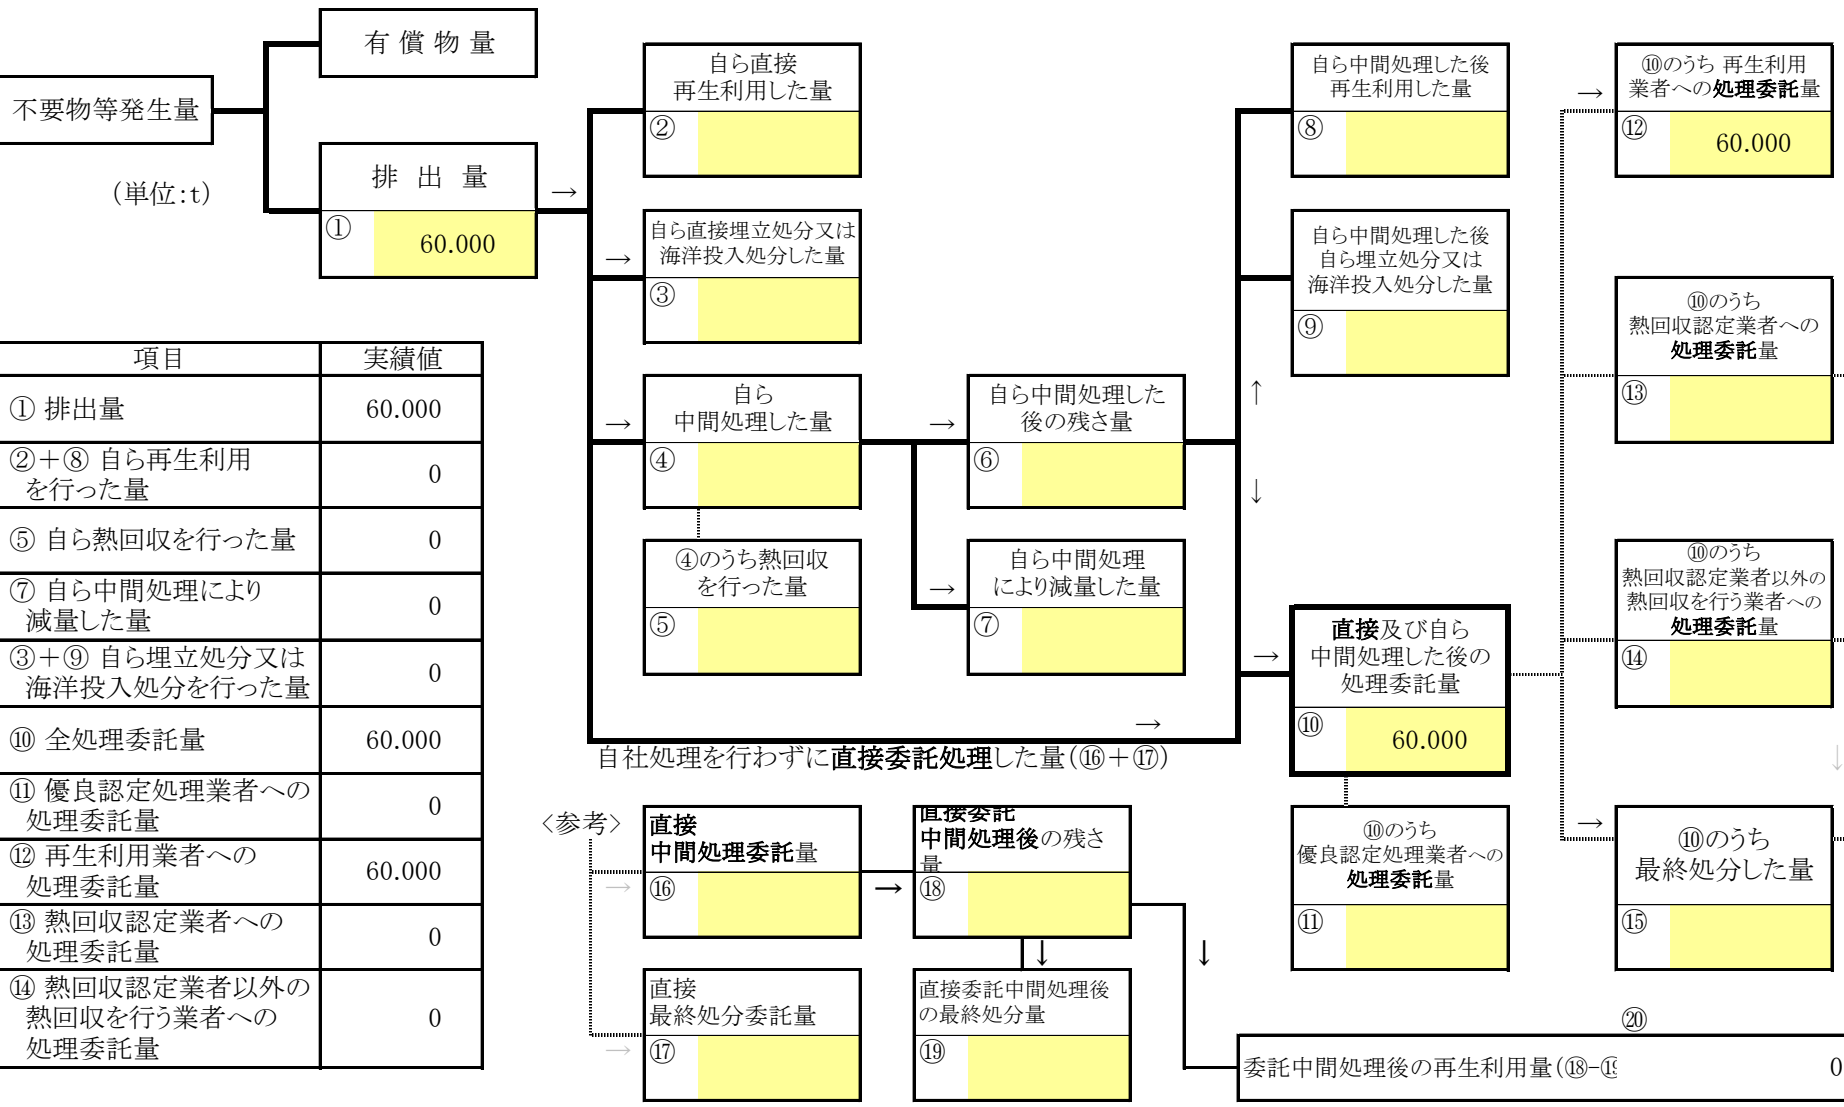 不要物等発生量
有償物量
(単位:t)
排出量
①
60.000
→
自ら直接
再生利用した量
②
→
自ら直接埋立処分又は
海洋投入処分した量
③
→
自ら
中間処理した量
④
④のうち熱回収
を行った量
⑤
→
自ら中間処理した
後の残さ量
⑥
→
自ら中間処理
により減量した量
⑦
自ら中間処理した後
再生利用した量
⑧
自ら中間処理した後
自ら埋立処分又は
海洋投入処分した量
⑨
↑
↓
→
直接及び自ら
中間処理した後の
処理委託量
⑩
60.000
⑩のうち
優良認定処理業者への
処理委託量
⑪
→
⑩のうち 再生利用
業者への処理委託量
⑫
60.000
⑩のうち
熱回収認定業者への
処理委託量
⑬
⑩のうち
熱回収認定業者以外の
熱回収を行う業者への
処理委託量
⑭
↓
→
⑩のうち
最終処分した量
⑮
→
自社処理を行わずに直接委託処理した量(⑯+⑰)
<参考>
→
直接
中間処理委託量
⑯
→
直接委託
中間処理後の残さ
量
⑱
→
直接
最終処分委託量
⑰
↓
直接委託中間処理後
の最終処分量
⑲
↓
⑳
委託中間処理後の再生利用量(⑱-⑲
0
項目 実績値
① 排出量 60.000
②+⑧ 自ら再生利用
を行った量 0
⑤ 自ら熱回収を行った量 0
⑦ 自ら中間処理により
減量した量 0
③+⑨ 自ら埋立処分又は
海洋投入処分を行った量 0
⑩ 全処理委託量 60.000
⑪ 優良認定処理業者への
処理委託量 0
⑫ 再生利用業者への
処理委託量 60.000
⑬ 熱回収認定業者への
処理委託量 0
⑭ 熱回収認定業者以外の
熱回収を行う業者への
処理委託量 0